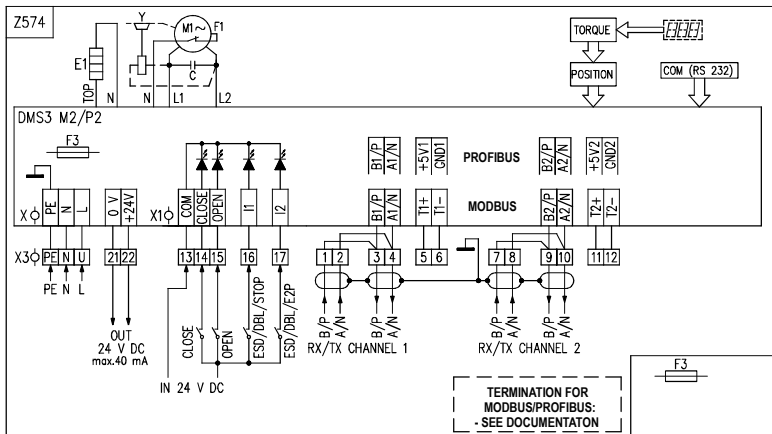 Z574
Y
M1~
F1
E1
C
TOP
N
N
L1
L2
TORQUE
POSITION
COM (RS 232)
DMS3 M2/P2
F3
B1/P
A1/N
+5V1
GND1
PROFIBUS
B2/P
A2/N
+5V2
GND2
X
PE
N
L
0 V
+24V
X1
COM
CLOSE
OPEN
I1
I2
B1/P
A1/N
T1+
T1-
MODBUS
B2/P
A2/N
T2+
T2-
X3
PE
N
U
21
22
13
14
15
16
17
1
2
3
4
5
6
7
8
9
10
11
12
PE N L
OUT
24 V DC
max.40 mA
CLOSE
OPEN
ESD/DBL/STOP
ESD/DBL/E2P
IN 24 V DC
B/P
A/N
B/P
A/N
RX/TX CHANNEL 1
B/P
A/N
B/P
A/N
RX/TX CHANNEL 2
TERMINATION FOR
MODBUS/PROFIBUS:
- SEE DOCUMENTATON
F3